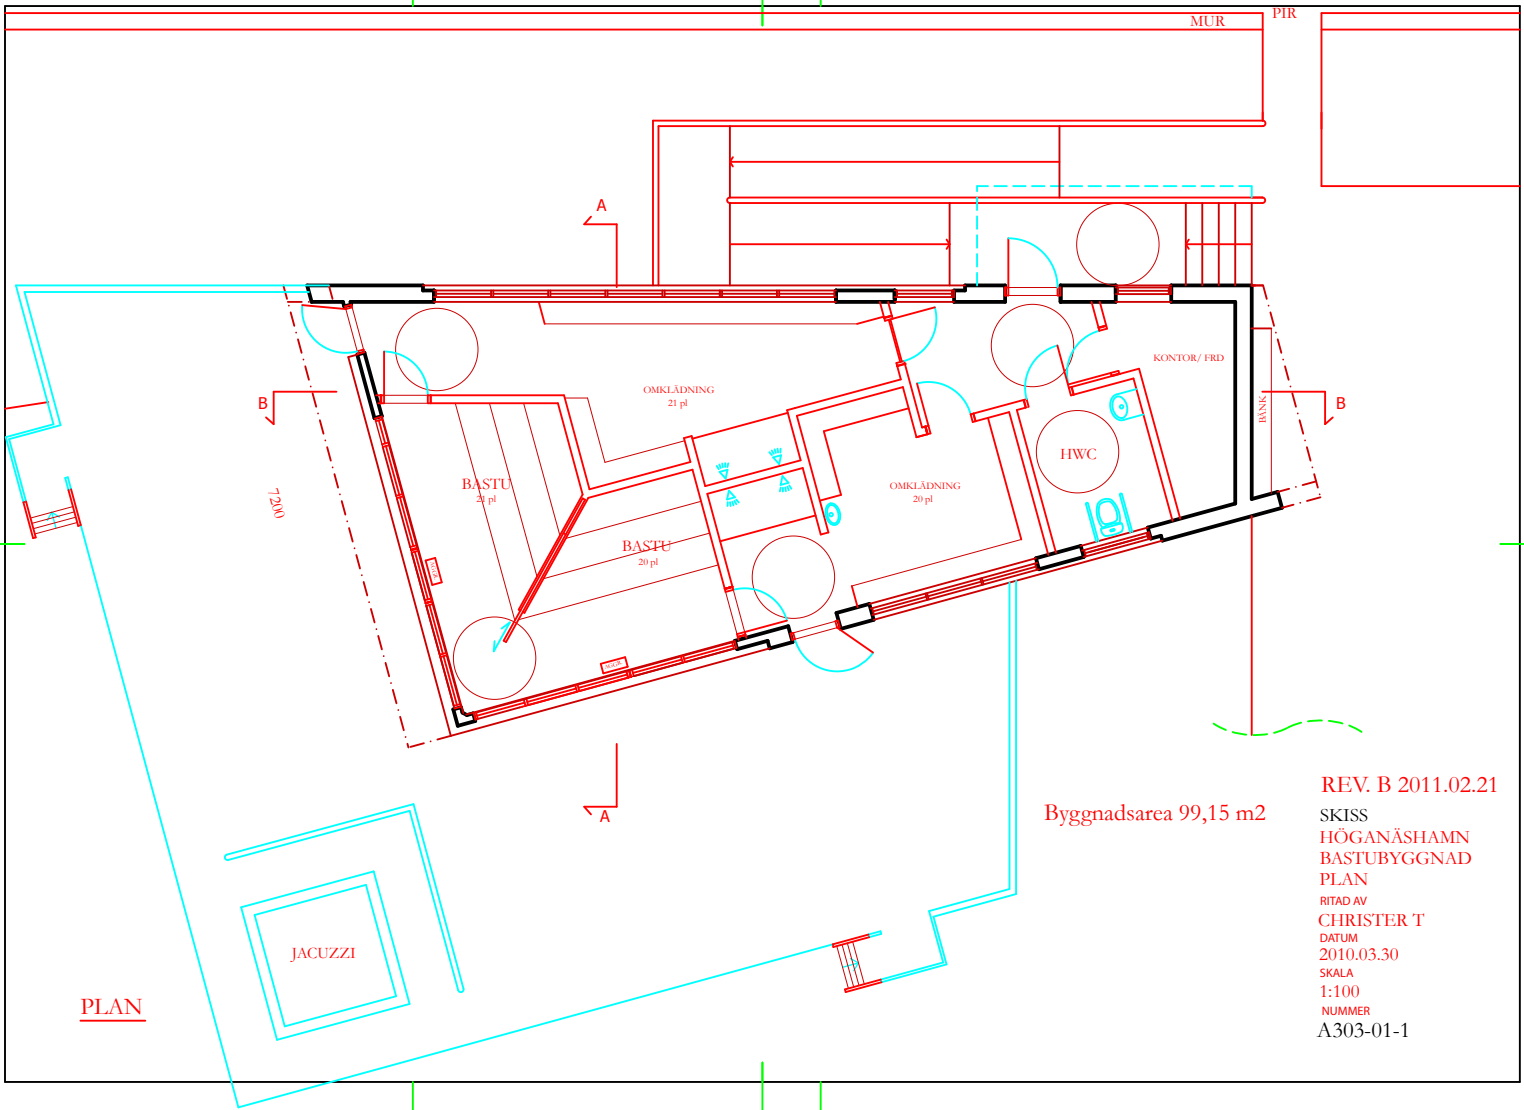 MUR
PIR
A
B
7200
OMKLÄDNING
21 pl
KONTOR/ FRD
BÄNK
B
BASTU
21 pl
OMKLÄDNING
20 pl
HWC
BASTU
20 pl
AGGR
AGGR
A
REV. B 2011.02.21
Byggnadsarea 99,15 m2
SKISS
HÖGANÄSHAMN
BASTUBYGGNAD
PLAN
RITAD AV
CHRISTER T
DATUM
2010.03.30
SKALA
1:100
NUMMER
A303-01-1
JACUZZI
PLAN